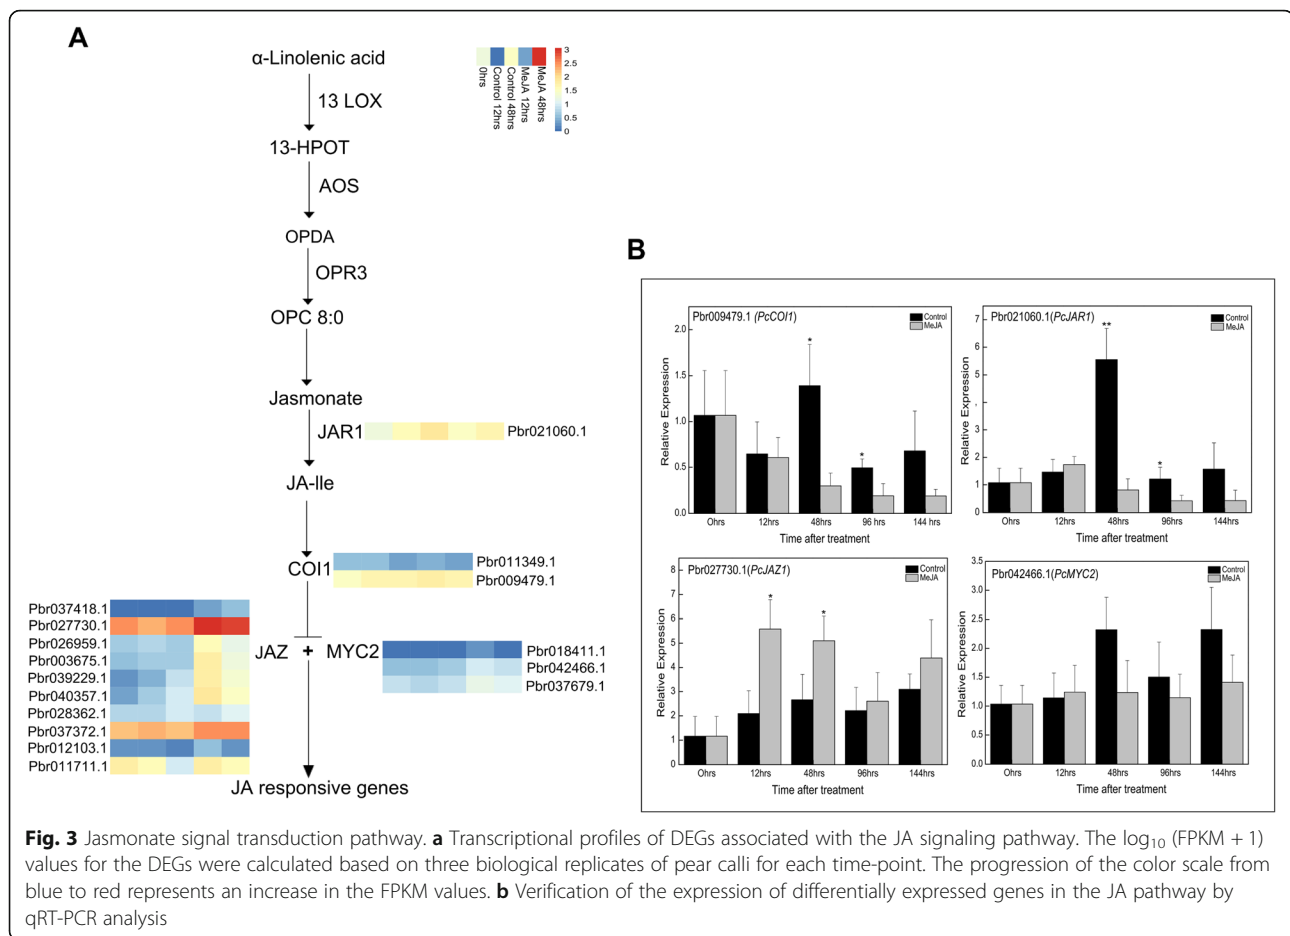 A
α-Linolenic acid
13 LOX
13-HPOT
AOS
OPDA
OPR3
OPC 8:0
Jasmonate
JAR1
Pbr021060.1
JA-Ile
COI1
Pbr011349.1
Pbr009479.1
JAZ + MYC2
Pbr037418.1
Pbr027730.1
Pbr026959.1
Pbr003675.1
Pbr039229.1
Pbr040357.1
Pbr028362.1
Pbr037372.1
Pbr012103.1
Pbr011711.1
Pbr018411.1
Pbr042466.1
Pbr037679.1
JA responsive genes
0hrs
Control 12hrs
Control 48hrs
MeJA 12hrs
MeJA 48hrs
3
2.5
2
1.5
1
0.5
0
B
Pbr009479.1 (PcCOI1)
Control
MeJA
Relative Expression
2.0
1.5
1.0
0.5
0.0
*
*
0hrs 12hrs 48hrs 96 hrs 144 hrs
Time after treatment
Pbr021060.1(PcJAR1)
Control
MeJA
Relative Expression
7
6
5
4
3
2
1
0
**
*
0hrs 12hrs 48hrs 96hrs 144hrs
Time after treatment
Pbr027730.1(PcJAZ1)
Control
MeJA
Relative Expression
8
7
6
5
4
3
2
1
0
*
*
0hrs 12hrs 48hrs 96hrs 144hrs
Time after treatment
Pbr042466.1(PcMYC2)
Control
MeJA
Relative Expression
3.5
3.0
2.5
2.0
1.5
1.0
0.5
0.0
0hrs 12hrs 48hrs 96hrs 144hrs
Time after treatment
Fig. 3 Jasmonate signal transduction pathway. a Transcriptional profiles of DEGs associated with the JA signaling pathway. The log10 (FPKM + 1)
values for the DEGs were calculated based on three biological replicates of pear calli for each time-point. The progression of the color scale from
blue to red represents an increase in the FPKM values. b Verification of the expression of differentially expressed genes in the JA pathway by
qRT-PCR analysis